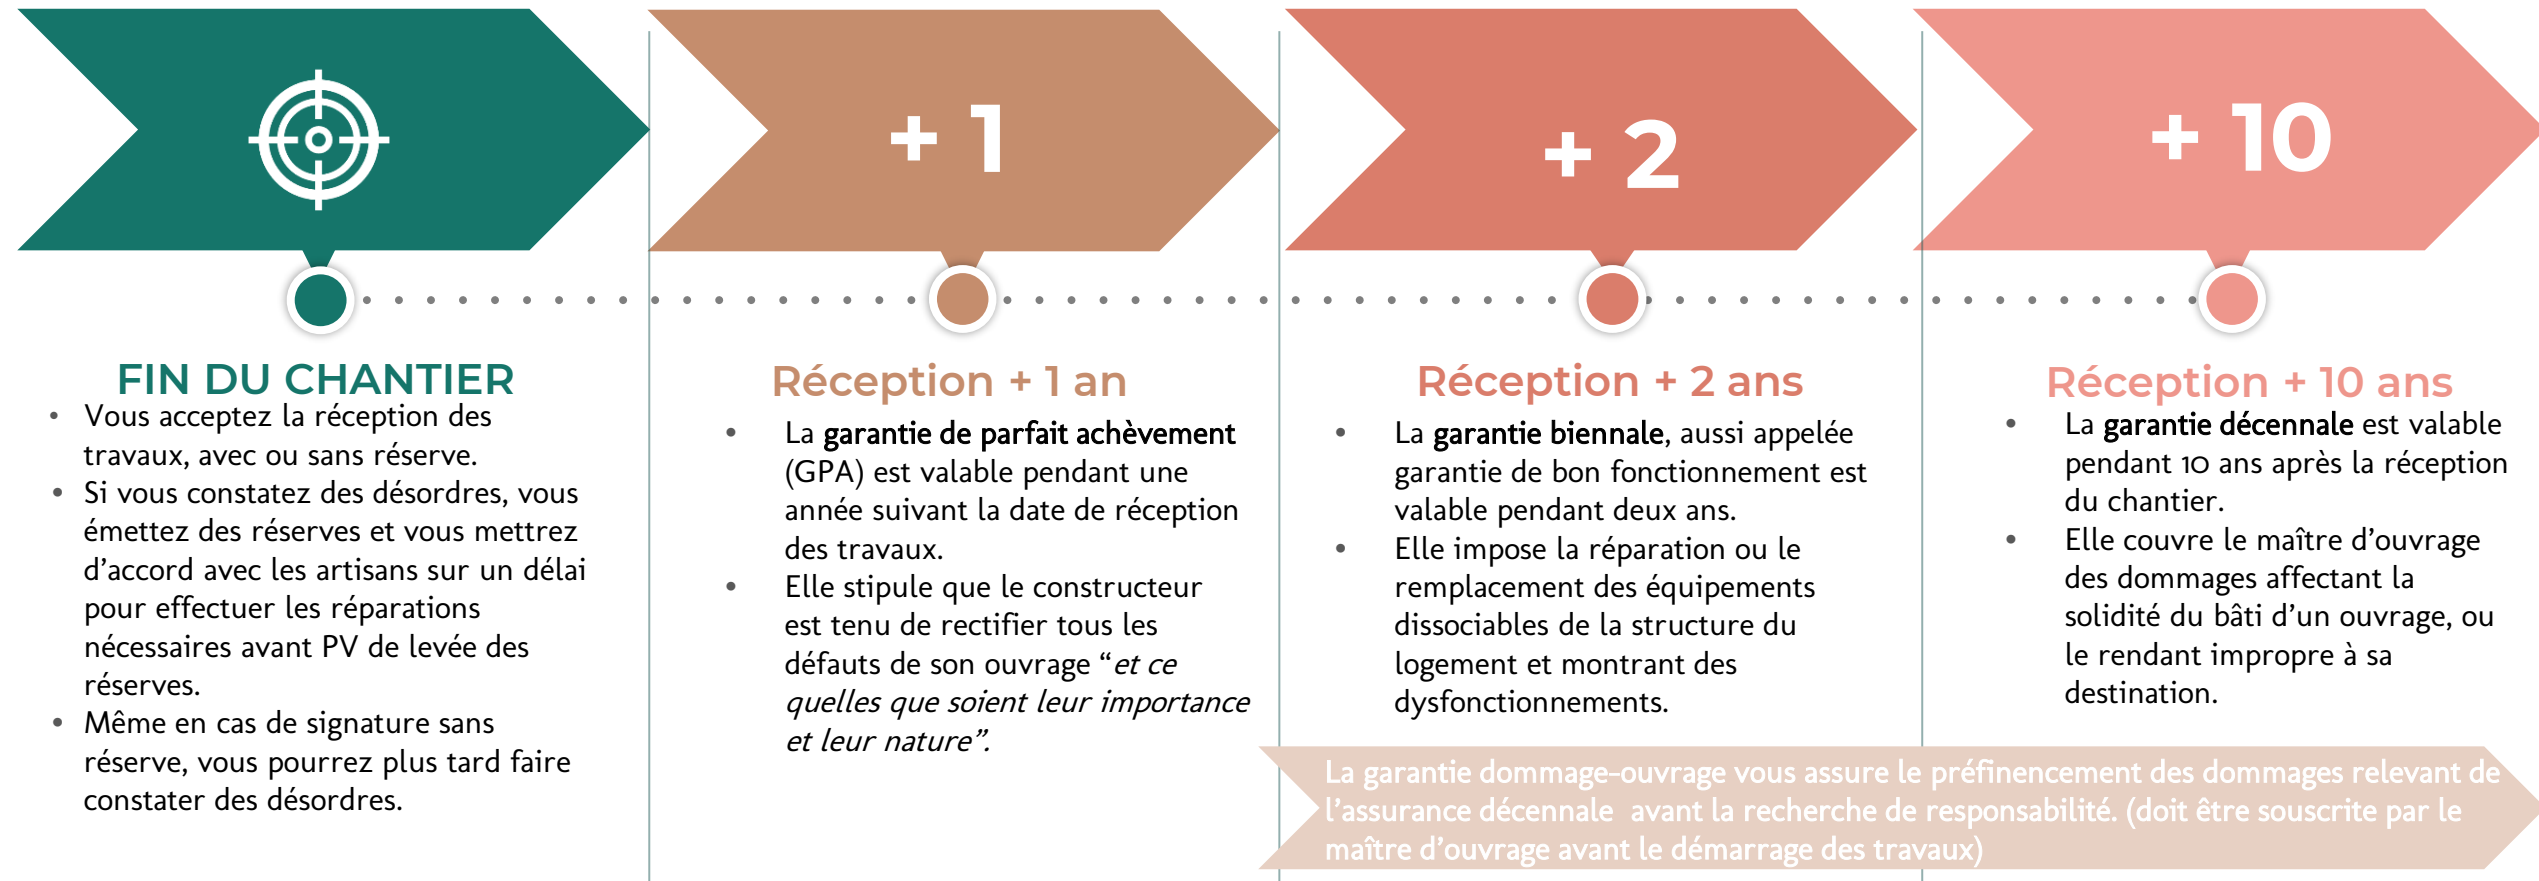 + 1
+ 2
+ 10
FIN DU CHANTIER
• Vous acceptez la réception des
travaux, avec ou sans réserve.
• Si vous constatez des désordres, vous
émettez des réserves et vous mettrez
d’accord avec les artisans sur un délai
pour effectuer les réparations
nécessaires avant PV de levée des
réserves.
• Même en cas de signature sans
réserve, vous pourrez plus tard faire
constater des désordres.
Réception + 1 an
• La garantie de parfait achèvement
(GPA) est valable pendant une
année suivant la date de réception
des travaux.
• Elle stipule que le constructeur
est tenu de rectifier tous les
défauts de son ouvrage “et ce
quelles que soient leur importance
et leur nature”.
Réception + 2 ans
• La garantie biennale, aussi appelée
garantie de bon fonctionnement est
valable pendant deux ans.
• Elle impose la réparation ou le
remplacement des équipements
dissociables de la structure du
logement et montrant des
dysfonctionnements.
Réception + 10 ans
• La garantie décennale est valable
pendant 10 ans après la réception
du chantier.
• Elle couvre le maître d’ouvrage
des dommages affectant la
solidité du bâti d’un ouvrage, ou
le rendant impropre à sa
destination.
La garantie dommage-ouvrage vous assure le préfinencement des dommages relevant de
l’assurance décennale avant la recherche de responsabilité. (doit être souscrite par le
maître d’ouvrage avant le démarrage des travaux)